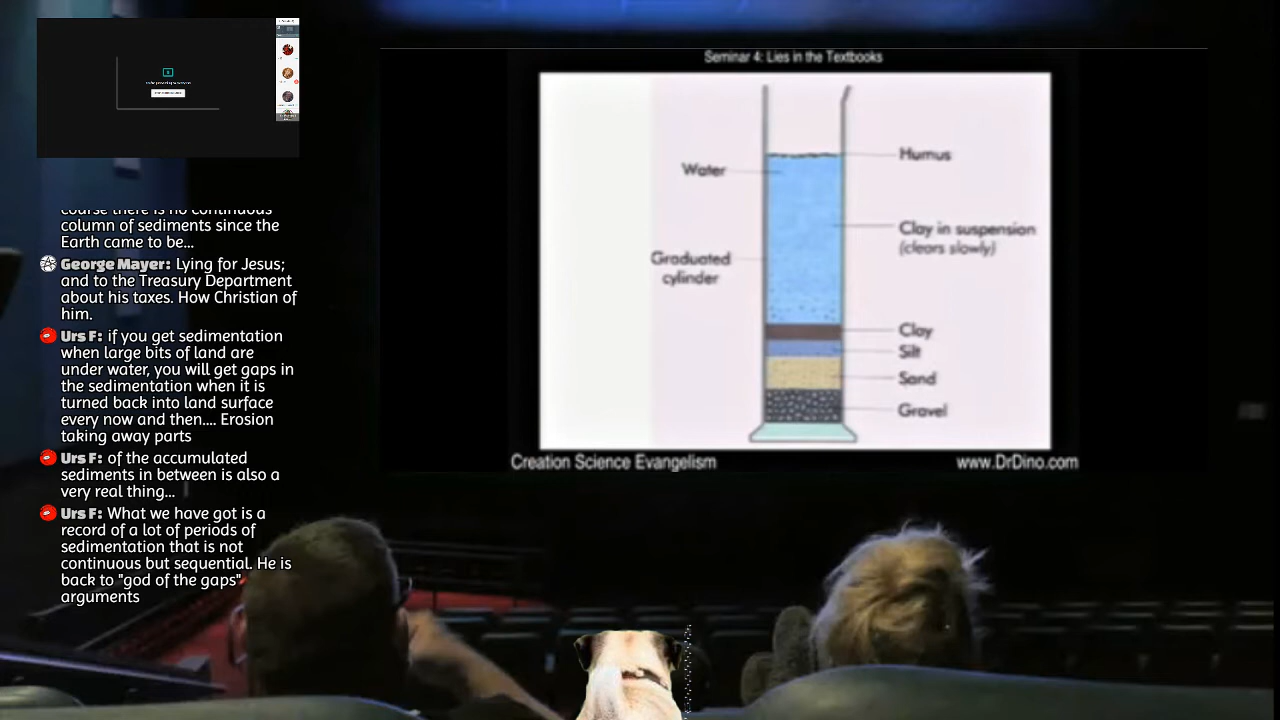 Seminar 4: Lies in the Textbooks
Water
Humus
Clay in suspension
(clears slowly)
Graduated
cylinder
Clay
Silt
Sand
Gravel
Creation Science Evangelism
www.DrDino.com
course there is no continuous
column of sediments since the
Earth came to be...
George Mayer: Lying for Jesus;
and to the Treasury Department
about his taxes. How Christian of
him.
Urs F: if you get sedimentation
when large bits of land are
under water, you will get gaps in
the sedimentation when it is
turned back into land surface
every now and then.... Erosion
taking away parts
Urs F: of the accumulated
sediments in between is also a
very real thing...
Urs F: What we have got is a
record of a lot of periods of
sedimentation that is not
continuous but sequential. He is
back to "god of the gaps"
arguments